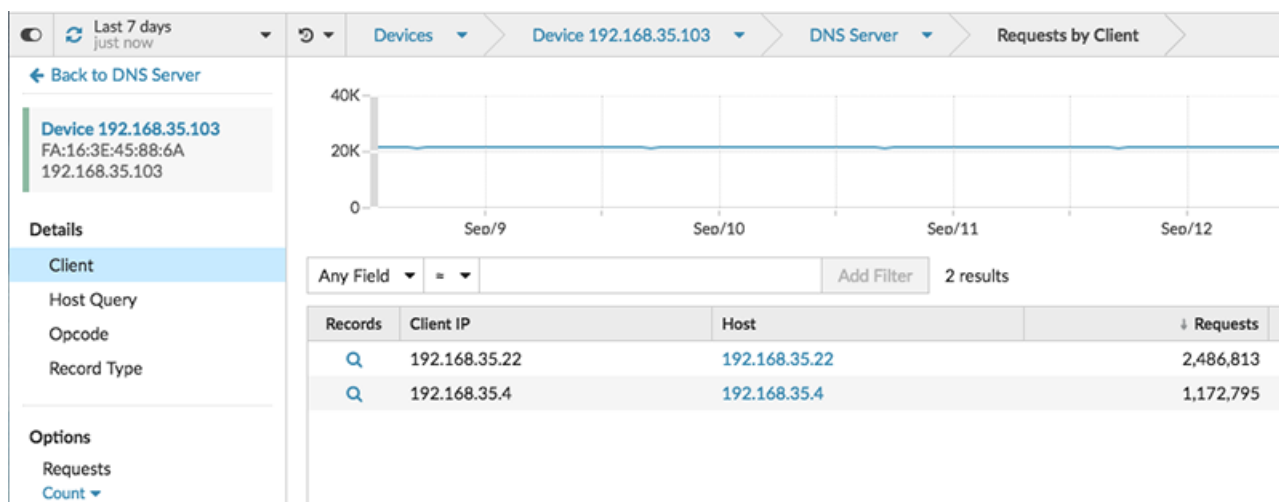 Last 7 days
just now
Devices
Device 192.168.35.103
DNS Server
Requests by Client
Back to DNS Server
Device 192.168.35.103
FA:16:3E:45:88:6A
192.168.35.103
Details
Client
Host Query
Opcode
Record Type
Options
Requests
Count
40K
20K
0
Sep/9 Sep/10 Sep/11 Sep/12
Any Field ≈ Add Filter 2 results
Records Client IP Host ↓ Requests
192.168.35.22 192.168.35.22 2,486,813
192.168.35.4 192.168.35.4 1,172,795